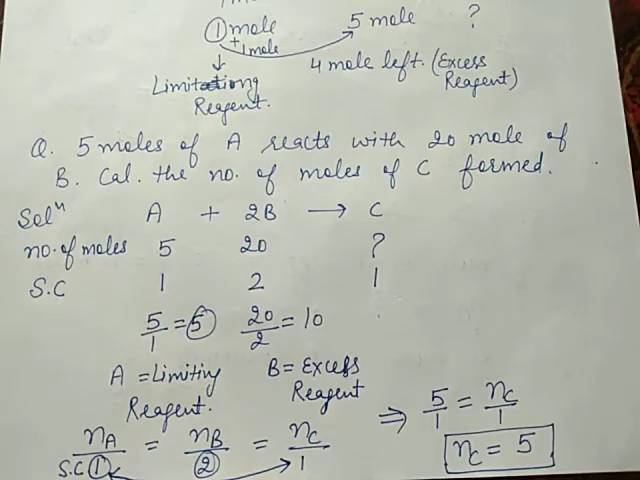 ① mole 5 mole ?
+1mole
↓ 4 mole left. (Excess
Limiting Reagent)
Reagent.
Q. 5 moles of A reacts with 20 mole of
B. Cal. the no. of moles of C formed.
Solⁿ A + 2B → C
no. of moles 5 20 ?
S.C 1 2 1
5/1 = 5 20/2 = 10
A = Limiting B = Excess
Reagent. Reagent
nA/S.C 1 = nB/2 = nC/1 ⇒ 5/1 = nC/1
nC = 5